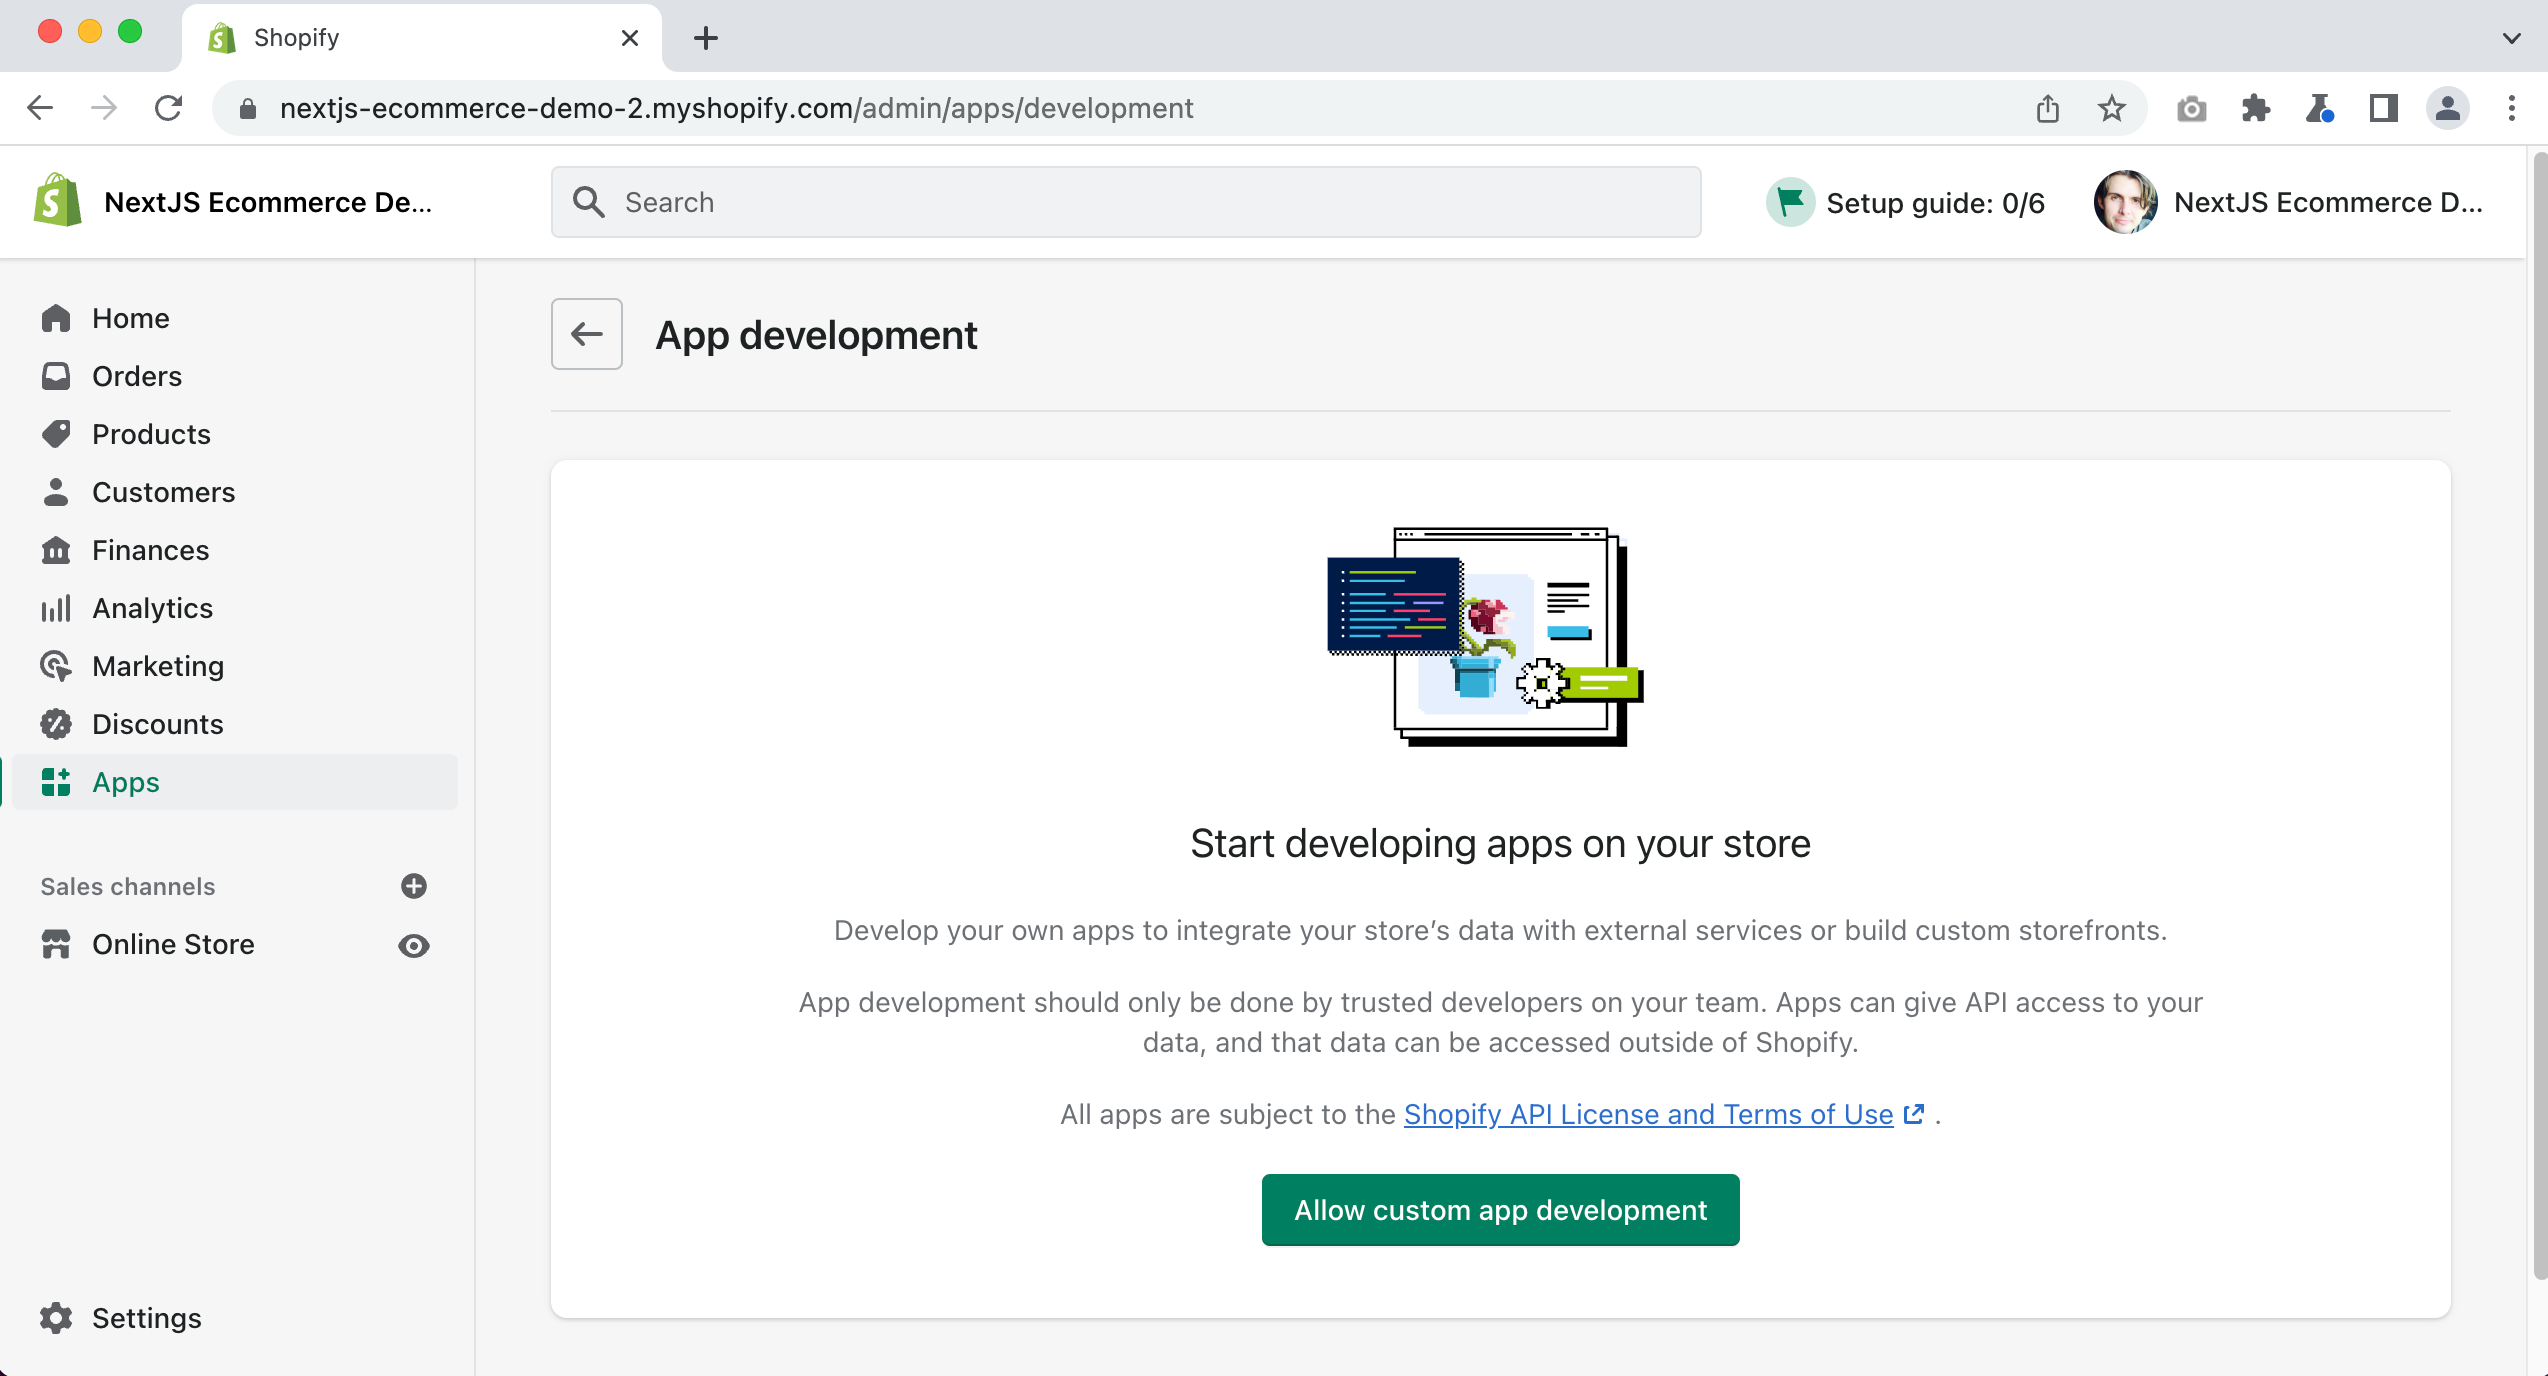 Shopify
nextjs-ecommerce-demo-2.myshopify.com/admin/apps/development
NextJS Ecommerce De...
Search
Setup guide: 0/6
NextJS Ecommerce D...
Home
Orders
Products
Customers
Finances
Analytics
Marketing
Discounts
Apps
Sales channels
Online Store
Settings
App development
Start developing apps on your store
Develop your own apps to integrate your store’s data with external services or build custom storefronts.
App development should only be done by trusted developers on your team. Apps can give API access to your
data, and that data can be accessed outside of Shopify.
All apps are subject to the Shopify API License and Terms of Use .
Allow custom app development